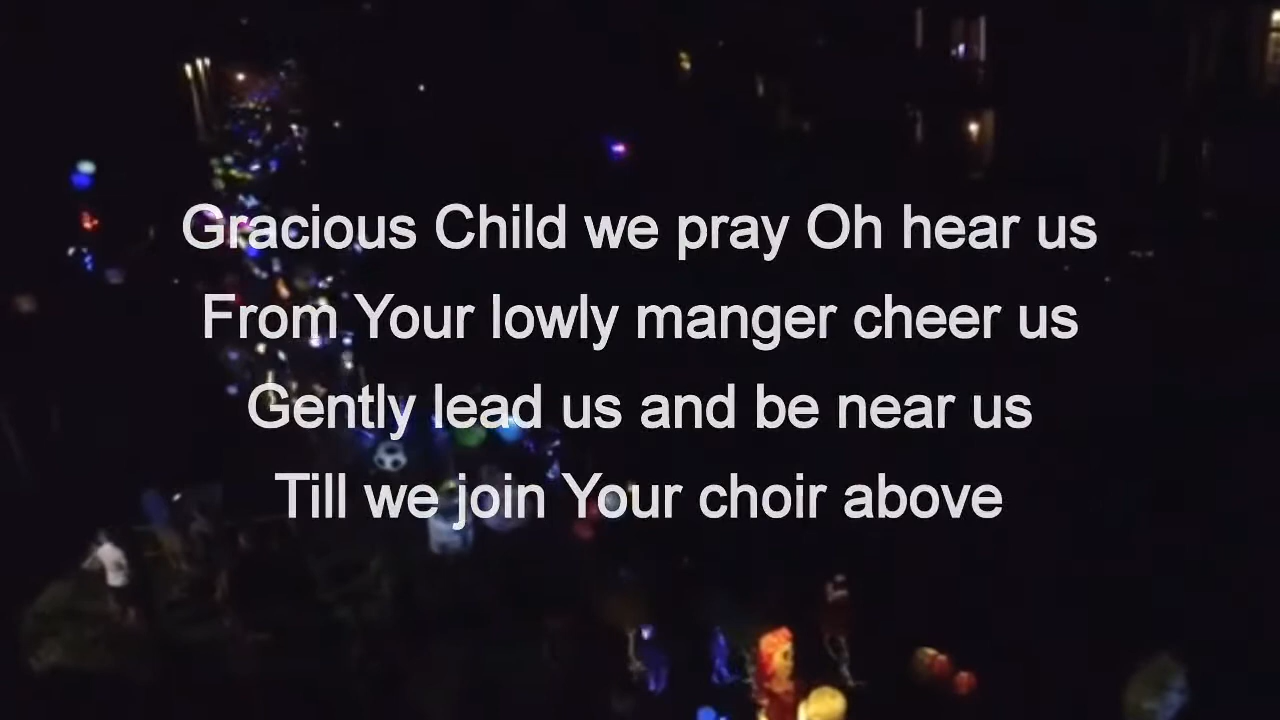 Gracious Child we pray Oh hear us
From Your lowly manger cheer us
Gently lead us and be near us
Till we join Your choir above